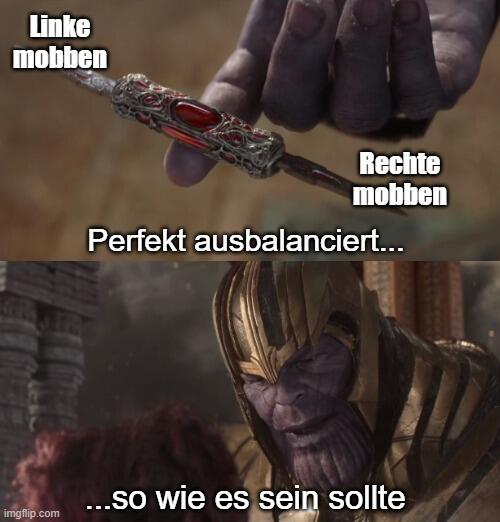 Linke
mobben
Rechte
mobben
Perfekt ausbalanciert...
...so wie es sein sollte
imgflip.com